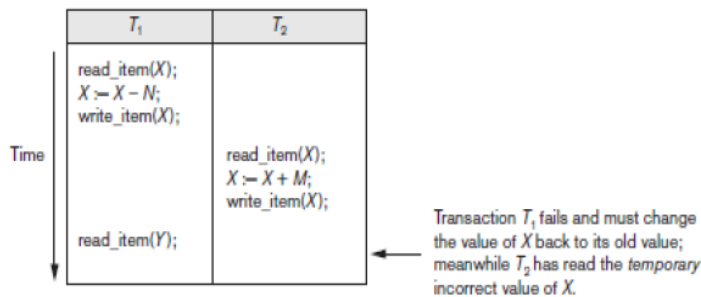 T1 T2
read_item(X);
X := X – N;
write_item(X);
Time
read_item(X);
X := X + M;
write_item(X);
read_item(Y);
Transaction T1 fails and must change
the value of X back to its old value;
meanwhile T2 has read the temporary
incorrect value of X.